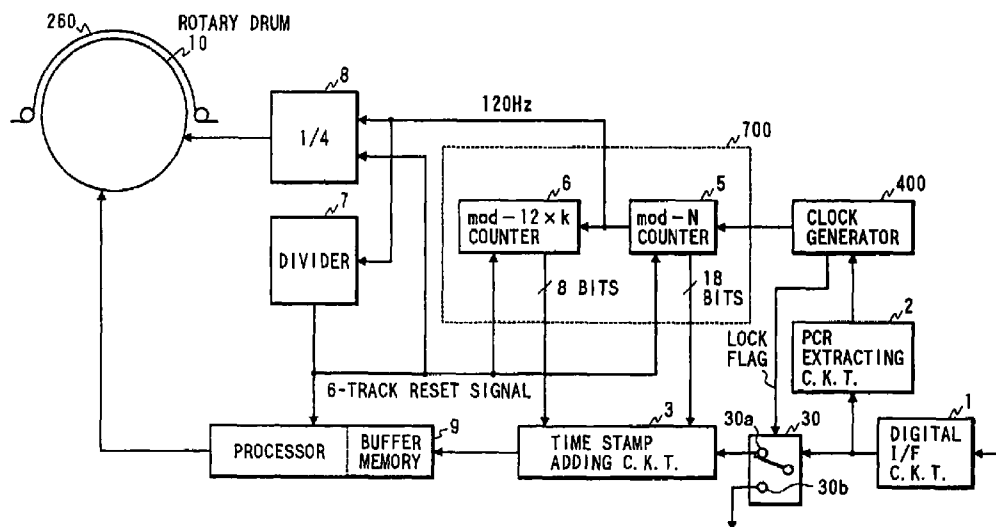 260
ROTARY DRUM
10
8
1/4
120Hz
700
6
mod-12×k
COUNTER
5
mod-N
COUNTER
400
CLOCK
GENERATOR
7
DIVIDER
8 BITS
18
BITS
LOCK
FLAG
2
PCR
EXTRACTING
C.K.T.
6-TRACK RESET SIGNAL
PROCESSOR
BUFFER
MEMORY
9
3
TIME STAMP
ADDING C.K.T.
30a
30
30b
1
DIGITAL
I/F
C.K.T.